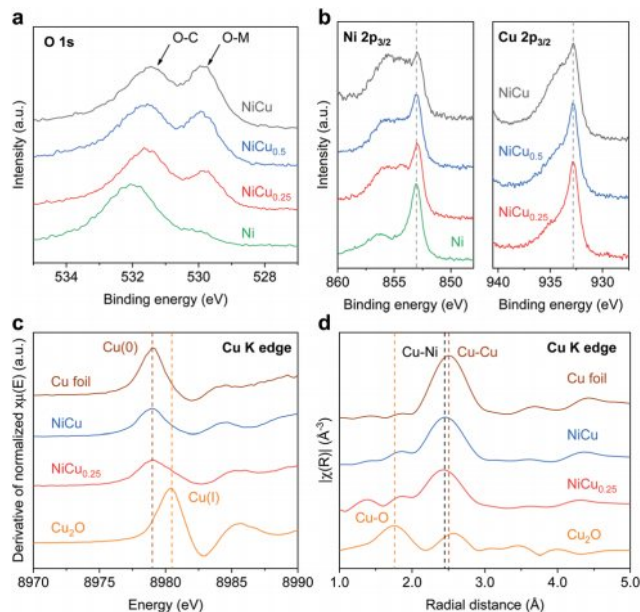 a
O 1s
O-C
O-M
NiCu
NiCu₀.₅
NiCu₀.₂₅
Ni
Intensity (a.u.)
534 532 530 528
Binding energy (eV)
b
Ni 2p₃/₂
Cu 2p₃/₂
NiCu
NiCu₀.₅
NiCu₀.₂₅
Ni
Intensity (a.u.)
860 855 850
940 935 930
Binding energy (eV)
Binding energy (eV)
c
Cu K edge
Cu(0)
Cu foil
NiCu
NiCu₀.₂₅
Cu(I)
Cu₂O
Derivative of normalized xμ(E) (a.u.)
8970 8975 8980 8985 8990
Energy (eV)
d
Cu K edge
Cu–Ni
Cu–Cu
Cu foil
NiCu
NiCu₀.₂₅
Cu–O
Cu₂O
|χ(R)| (Å⁻³)
1.0 2.0 3.0 4.0 5.0
Radial distance (Å)